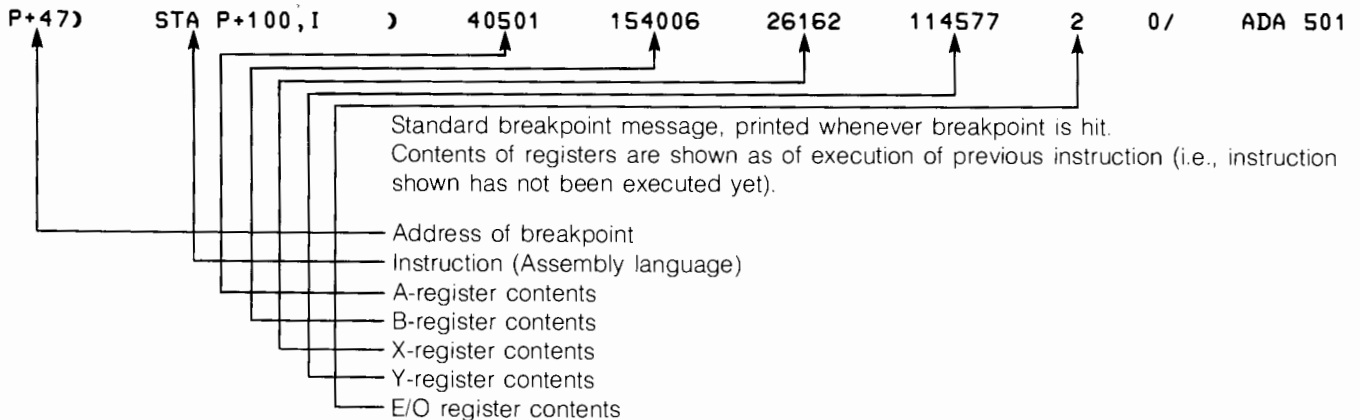 P+47) STA P+100,I ) 40501 154006 26162 114577 2 0/ ADA 501
Standard breakpoint message, printed whenever breakpoint is hit.
Contents of registers are shown as of execution of previous instruction (i.e., instruction
shown has not been executed yet).
Address of breakpoint
Instruction (Assembly language)
A-register contents
B-register contents
X-register contents
Y-register contents
E/O register contents